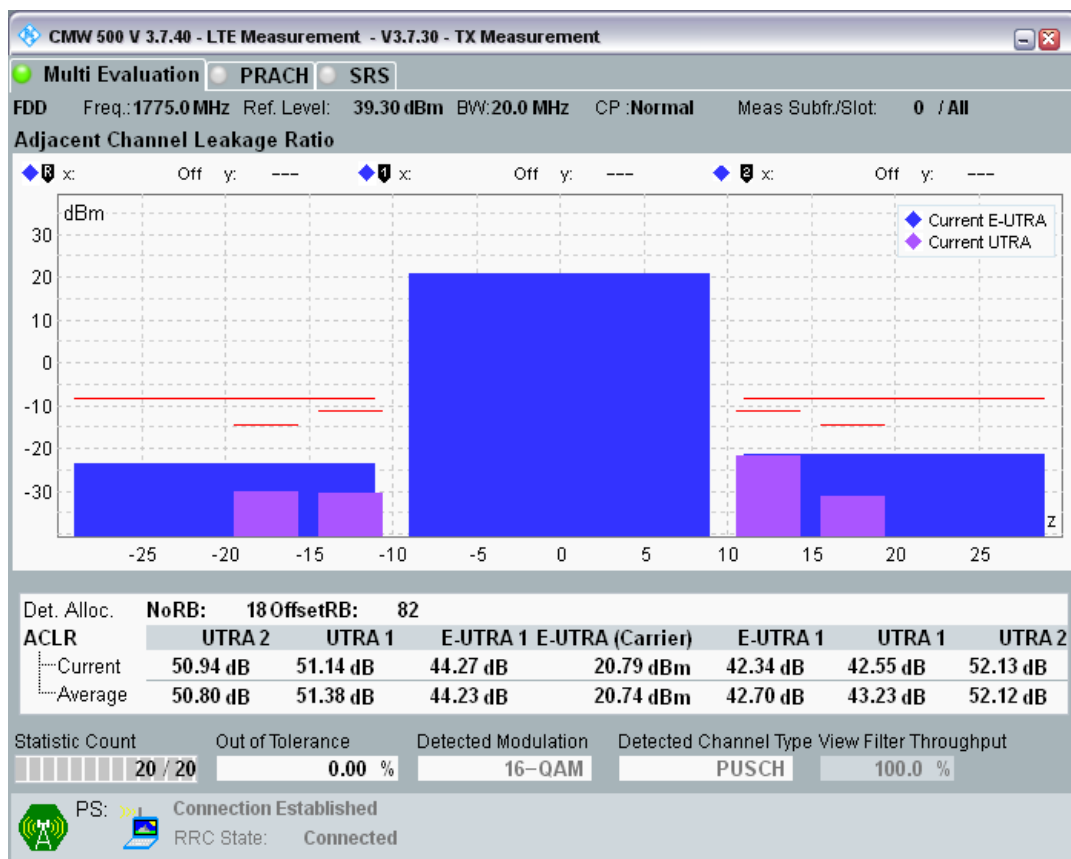 CMW 500 V 3.7.40 - LTE Measurement - V3.7.30 - TX Measurement
Multi Evaluation PRACH SRS
FDD Freq.: 1775.0 MHz Ref. Level: 39.30 dBm BW: 20.0 MHz CP : Normal Meas Subfr./Slot: 0 / All
Adjacent Channel Leakage Ratio
R x: Off y: --- 1 x: Off y: --- 2 x: Off y: ---
dBm
Current E-UTRA
Current UTRA
30
20
10
0
-10
-20
-30
z
-25 -20 -15 -10 -5 0 5 10 15 20 25
Det. Alloc. NoRB: 18 OffsetRB: 82
ACLR UTRA 2 UTRA 1 E-UTRA 1 E-UTRA (Carrier) E-UTRA 1 UTRA 1 UTRA 2
Current 50.94 dB 51.14 dB 44.27 dB 20.79 dBm 42.34 dB 42.55 dB 52.13 dB
Average 50.80 dB 51.38 dB 44.23 dB 20.74 dBm 42.70 dB 43.23 dB 52.12 dB
Statistic Count Out of Tolerance Detected Modulation Detected Channel Type View Filter Throughput
20 / 20 0.00 % 16-QAM PUSCH 100.0 %
PS: Connection Established
RRC State: Connected